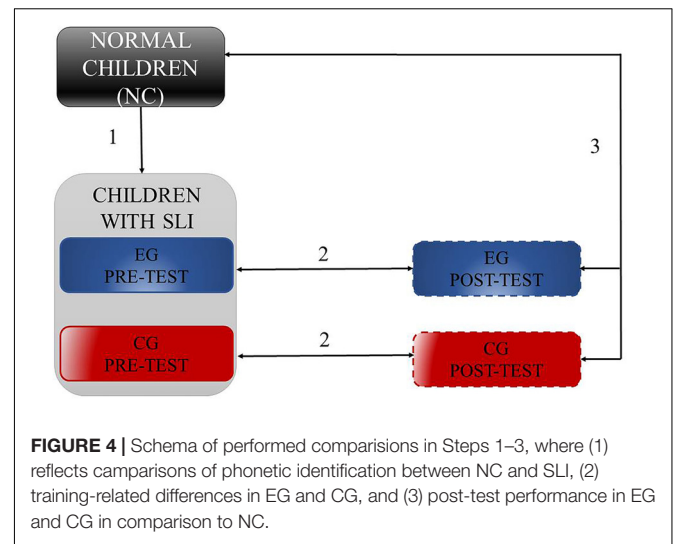 NORMAL
CHILDREN
(NC)
1
3
CHILDREN
WITH SLI
EG
PRE-TEST
2
EG
POST-TEST
CG
PRE-TEST
2
CG
POST-TEST
FIGURE 4 | Schema of performed comparisions in Steps 1–3, where (1)
reflects camparisons of phonetic identification between NC and SLI, (2)
training-related differences in EG and CG, and (3) post-test performance in EG
and CG in comparison to NC.